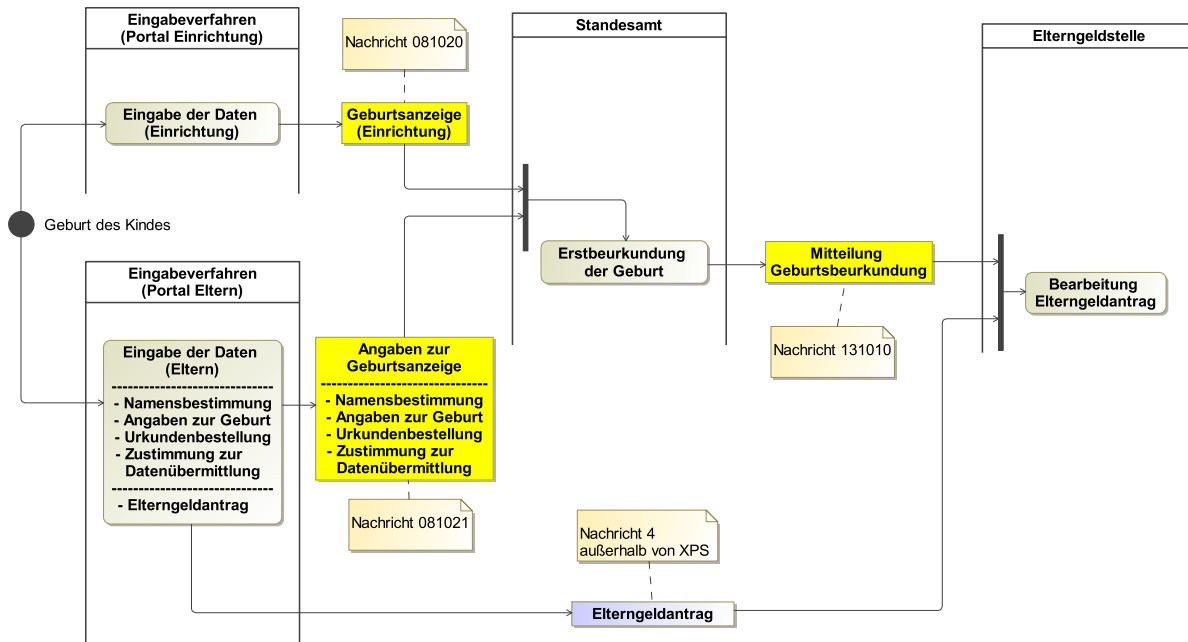 Eingabeverfahren
(Portal Einrichtung)
Nachricht 081020
Standesamt
Elterngeldstelle
Eingabe der Daten
(Einrichtung)
Geburtsanzeige
(Einrichtung)
Geburt des Kindes
Erstbeurkundung
der Geburt
Mitteilung
Geburtsbeurkundung
Bearbeitung
Elterngeldantrag
Nachricht 131010
Eingabeverfahren
(Portal Eltern)
Eingabe der Daten
(Eltern)
- Namensbestimmung
- Angaben zur Geburt
- Urkundenbestellung
- Zustimmung zur
Datenübermittlung
- Elterngeldantrag
Angaben zur
Geburtsanzeige
- Namensbestimmung
- Angaben zur Geburt
- Urkundenbestellung
- Zustimmung zur
Datenübermittlung
Nachricht 081021
Nachricht 4
außerhalb von XPS
Elterngeldantrag